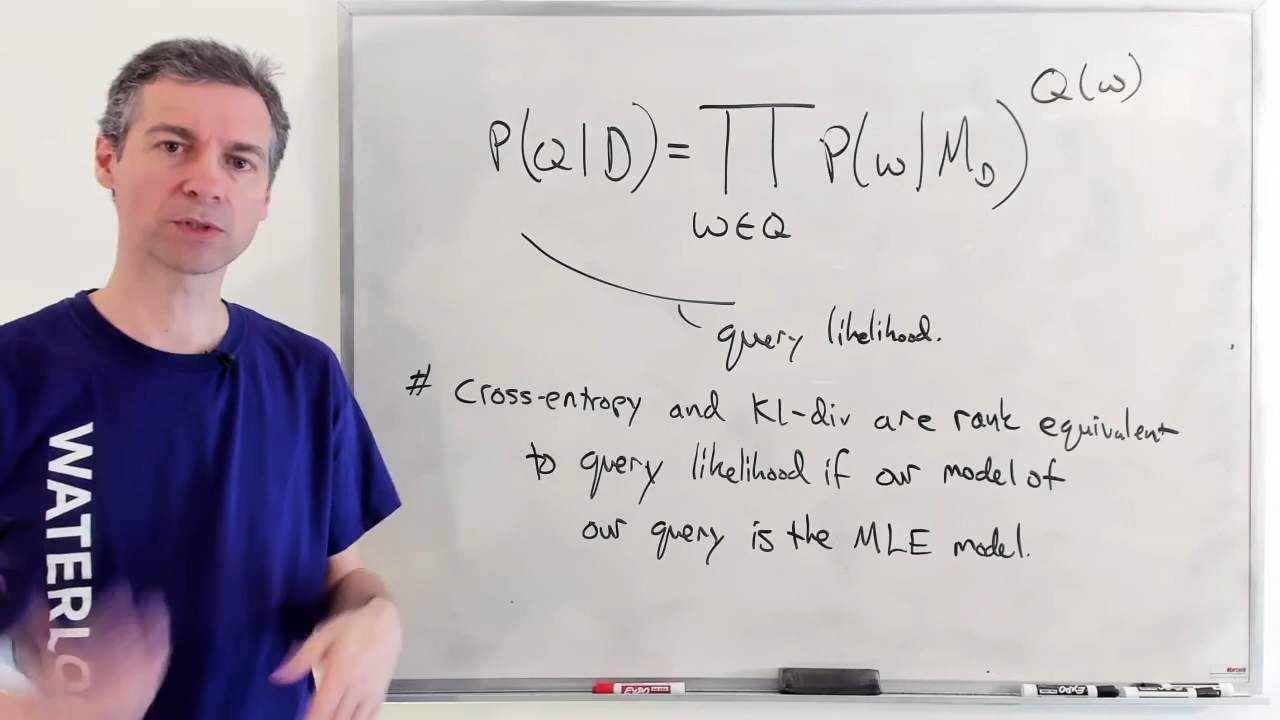 P(Q|D) = ∏ P(w|M_D)^Q(w)
w∈Q
query likelihood.
# Cross-entropy and KL-div are rank equivalent
to query likelihood if our model of
our query is the MLE model.
WATERLO
EXPO
EXPO